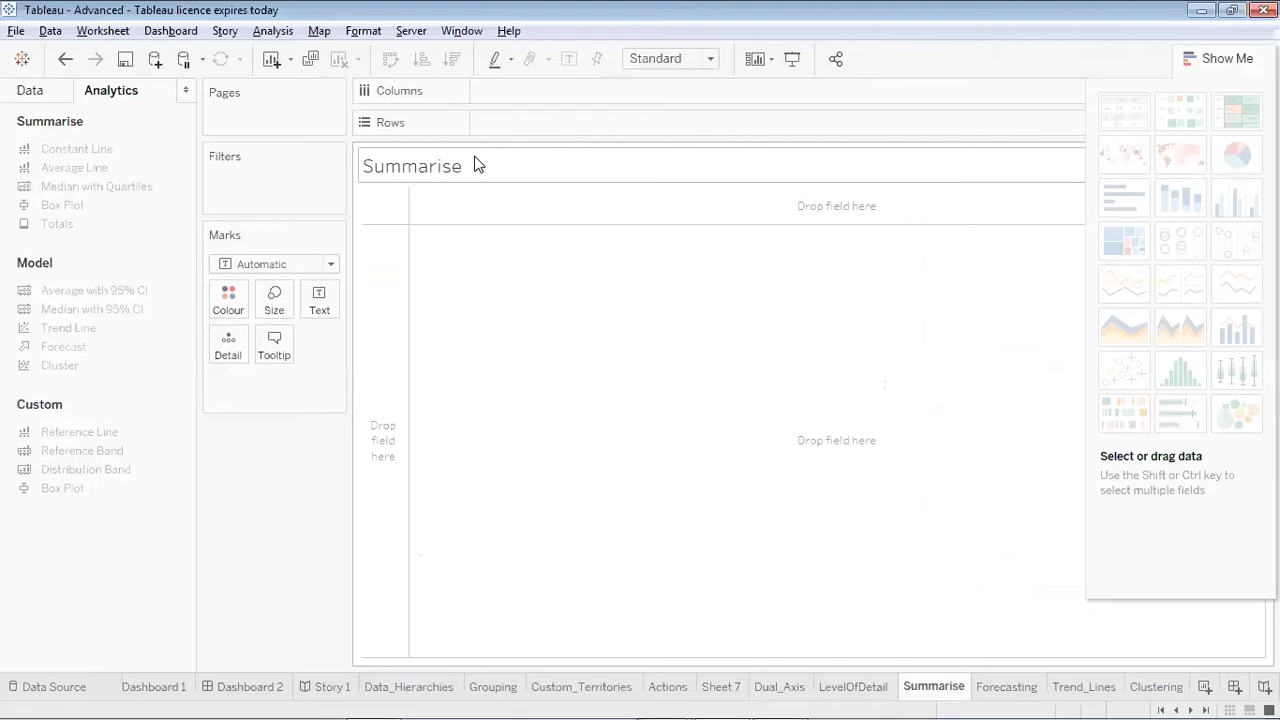 Tableau - Advanced - Tableau licence expires today
File Data Worksheet Dashboard Story Analysis Map Format Server Window Help
Standard
Show Me
Data Analytics
Summarise
Constant Line
Average Line
Median with Quartiles
Box Plot
Totals
Model
Average with 95% CI
Median with 95% CI
Trend Line
Forecast
Cluster
Custom
Reference Line
Reference Band
Distribution Band
Box Plot
Pages
Filters
Marks
Automatic
Colour Size Text
Detail Tooltip
Columns
Rows
Summarise
Drop field here
Drop
field
here
Drop field here
Select or drag data
Use the Shift or Ctrl key to
select multiple fields
Data Source Dashboard 1 Dashboard 2 Story 1 Data_Hierarchies Grouping Custom_Territories Actions Sheet 7 Dual_Axis LevelOfDetail Summarise Forecasting Trend_Lines Clustering